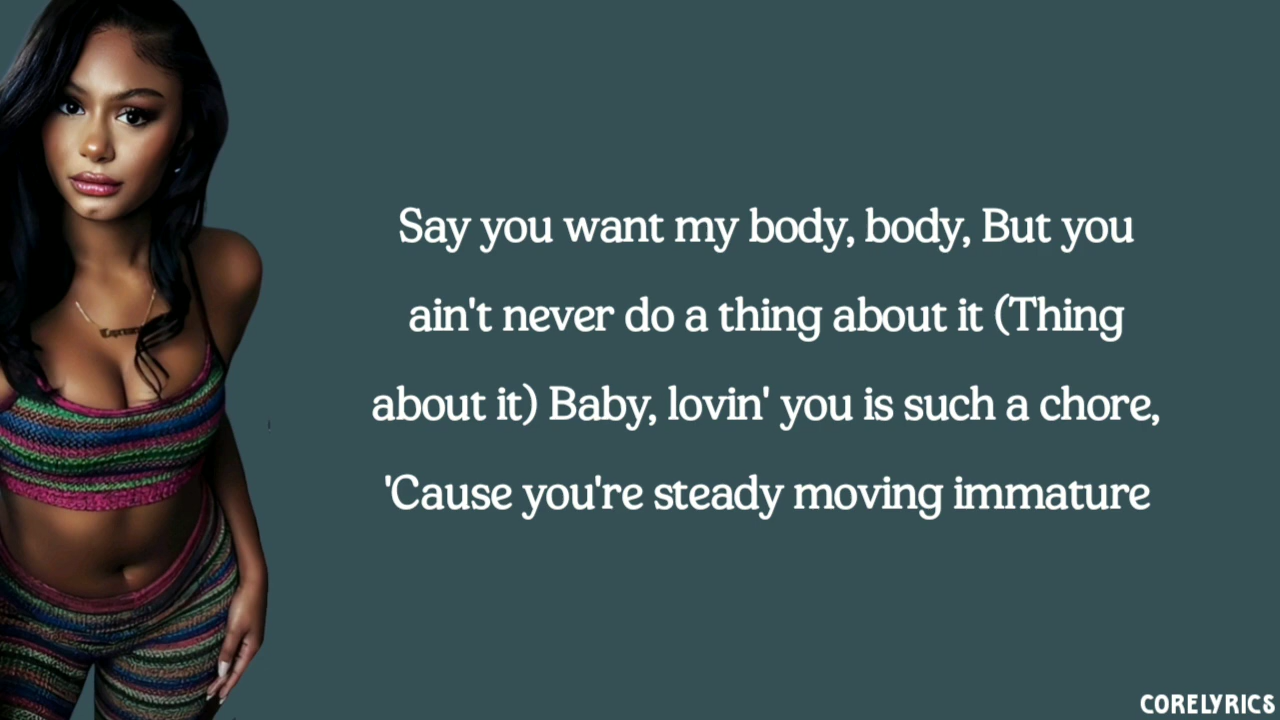 Say you want my body, body, But you
ain't never do a thing about it (Thing
about it) Baby, lovin' you is such a chore,
'Cause you're steady moving immature
CORELYRICS